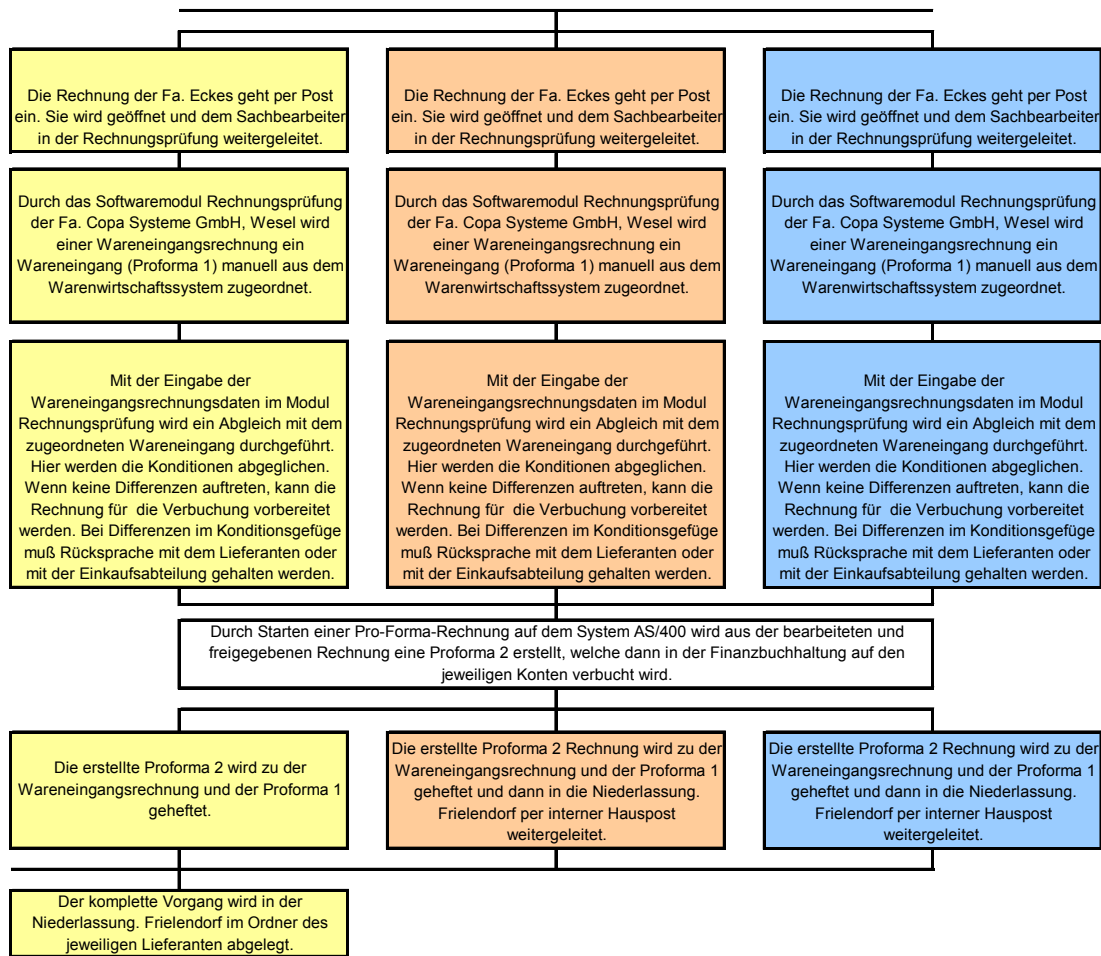 Die Rechnung der Fa. Eckes geht per Post
ein. Sie wird geöffnet und dem Sachbearbeiter
in der Rechnungsprüfung weitergeleitet.
Die Rechnung der Fa. Eckes geht per Post
ein. Sie wird geöffnet und dem Sachbearbeiter
in der Rechnungsprüfung weitergeleitet.
Die Rechnung der Fa. Eckes geht per Post
ein. Sie wird geöffnet und dem Sachbearbeiter
in der Rechnungsprüfung weitergeleitet.
Durch das Softwaremodul Rechnungsprüfung
der Fa. Copa Systeme GmbH, Wesel wird
einer Wareneingangsrechnung ein
Wareneingang (Proforma 1) manuell aus dem
Warenwirtschaftssystem zugeordnet.
Durch das Softwaremodul Rechnungsprüfung
der Fa. Copa Systeme GmbH, Wesel wird
einer Wareneingangsrechnung ein
Wareneingang (Proforma 1) manuell aus dem
Warenwirtschaftssystem zugeordnet.
Durch das Softwaremodul Rechnungsprüfung
der Fa. Copa Systeme GmbH, Wesel wird
einer Wareneingangsrechnung ein
Wareneingang (Proforma 1) manuell aus dem
Warenwirtschaftssystem zugeordnet.
Mit der Eingabe der
Wareneingangsrechnungsdaten im Modul
Rechnungsprüfung wird ein Abgleich mit dem
zugeordneten Wareneingang durchgeführt.
Hier werden die Konditionen abgeglichen.
Wenn keine Differenzen auftreten, kann die
Rechnung für die Verbuchung vorbereitet
werden. Bei Differenzen im Konditionsgefüge
muß Rücksprache mit dem Lieferanten oder
mit der Einkaufsabteilung gehalten werden.
Mit der Eingabe der
Wareneingangsrechnungsdaten im Modul
Rechnungsprüfung wird ein Abgleich mit dem
zugeordneten Wareneingang durchgeführt.
Hier werden die Konditionen abgeglichen.
Wenn keine Differenzen auftreten, kann die
Rechnung für die Verbuchung vorbereitet
werden. Bei Differenzen im Konditionsgefüge
muß Rücksprache mit dem Lieferanten oder
mit der Einkaufsabteilung gehalten werden.
Mit der Eingabe der
Wareneingangsrechnungsdaten im Modul
Rechnungsprüfung wird ein Abgleich mit dem
zugeordneten Wareneingang durchgeführt.
Hier werden die Konditionen abgeglichen.
Wenn keine Differenzen auftreten, kann die
Rechnung für die Verbuchung vorbereitet
werden. Bei Differenzen im Konditionsgefüge
muß Rücksprache mit dem Lieferanten oder
mit der Einkaufsabteilung gehalten werden.
Durch Starten einer Pro-Forma-Rechnung auf dem System AS/400 wird aus der bearbeiteten und
freigegebenen Rechnung eine Proforma 2 erstellt, welche dann in der Finanzbuchhaltung auf den
jeweiligen Konten verbucht wird.
Die erstellte Proforma 2 wird zu der
Wareneingangsrechnung und der Proforma 1
geheftet.
Die erstellte Proforma 2 Rechnung wird zu der
Wareneingangsrechnung und der Proforma 1
geheftet und dann in die Niederlassung.
Frielendorf per interner Hauspost
weitergeleitet.
Die erstellte Proforma 2 Rechnung wird zu der
Wareneingangsrechnung und der Proforma 1
geheftet und dann in die Niederlassung.
Frielendorf per interner Hauspost
weitergeleitet.
Der komplette Vorgang wird in der
Niederlassung. Frielendorf im Ordner des
jeweiligen Lieferanten abgelegt.